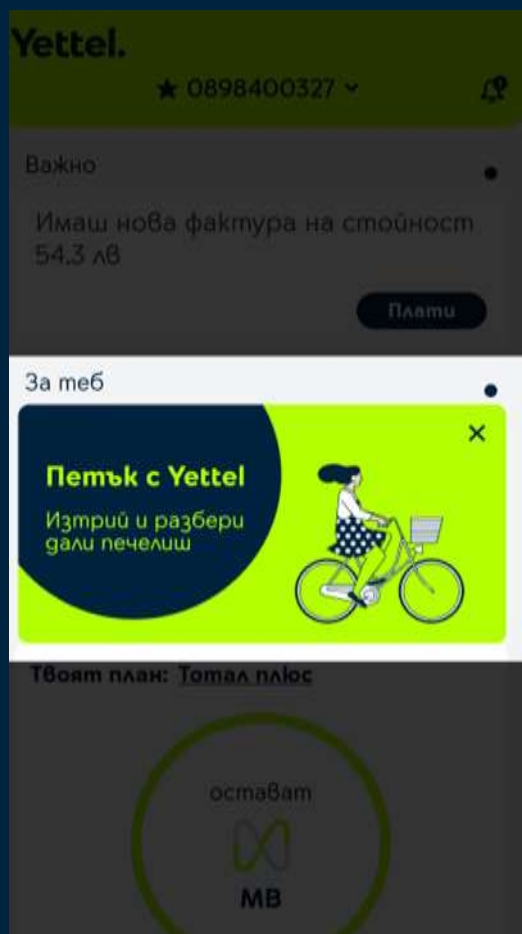 Yettel.
★ 0898400327
Важно
Имаш нова фактура на стойност
54.3 лв
Плати
За теб
Петък с Yettel
Изтрий и разбери
дали печелиш
Твоят план: Тотал плюс
остават
MB